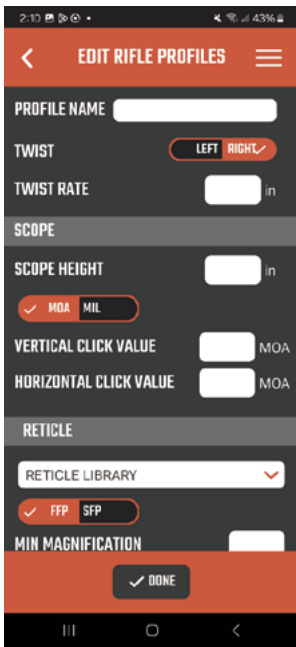 2:10 43%
EDIT RIFLE PROFILES
PROFILE NAME
TWIST LEFT RIGHT
TWIST RATE in
SCOPE
SCOPE HEIGHT in
MOA MIL
VERTICAL CLICK VALUE MOA
HORIZONTAL CLICK VALUE MOA
RETICLE
RETICLE LIBRARY
FFP SFP
MIN MAGNIFICATION
DONE